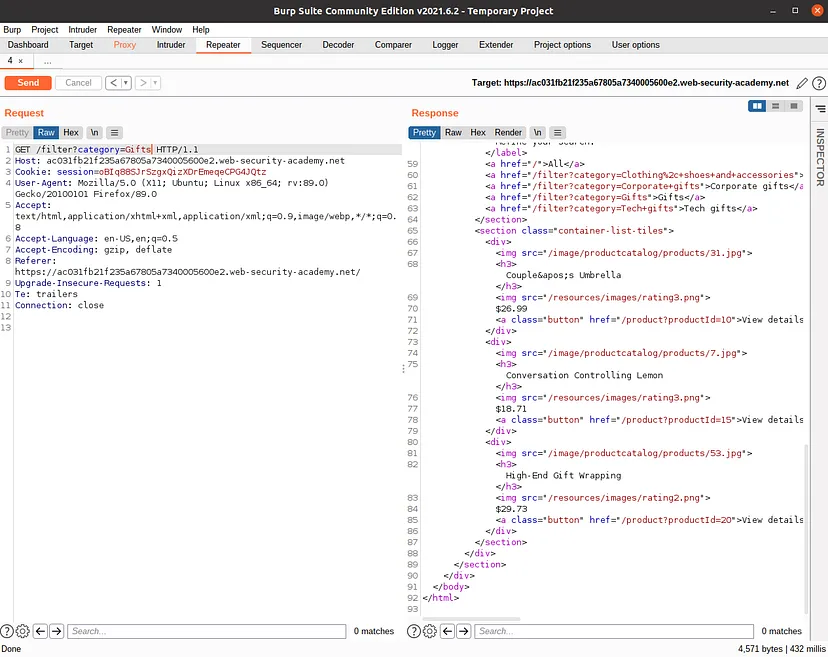 Burp Suite Community Edition v2021.6.2 - Temporary Project
Burp Project Intruder Repeater Window Help
Dashboard Target Proxy Intruder Repeater Sequencer Decoder Comparer Logger Extender Project options User options
4 × ...
Send Cancel < >
Target: https://ac031fb21f235a67805a7340005600e2.web-security-academy.net
Request
Pretty Raw Hex \n
1 GET /filter?category=Gifts HTTP/1.1
2 Host: ac031fb21f235a67805a7340005600e2.web-security-academy.net
3 Cookie: session=oBIq88SJrSzgxQizXDrEmeqeCPG4JQtz
4 User-Agent: Mozilla/5.0 (X11; Ubuntu; Linux x86_64; rv:89.0)
Gecko/20100101 Firefox/89.0
5 Accept:
text/html,application/xhtml+xml,application/xml;q=0.9,image/webp,*/*;q=0.
8
6 Accept-Language: en-US,en;q=0.5
7 Accept-Encoding: gzip, deflate
8 Referer:
https://ac031fb21f235a67805a7340005600e2.web-security-academy.net/
9 Upgrade-Insecure-Requests: 1
10 Te: trailers
11 Connection: close
12
13
Search... 0 matches
Response
Pretty Raw Hex Render \n
Refine your search:
</label>
59 <a href="/">All</a>
60 <a href="/filter?category=Clothing%2c+shoes+and+accessories">
61 <a href="/filter?category=Corporate+gifts">Corporate gifts</a
62 <a href="/filter?category=Gifts">Gifts</a>
63 <a href="/filter?category=Tech+gifts">Tech gifts</a>
64 </section>
65 <section class="container-list-tiles">
66 <div>
67 <img src="/image/productcatalog/products/31.jpg">
68 <h3>
Couple&apos;s Umbrella
</h3>
69 <img src="/resources/images/rating3.png">
70 $26.99
71 <a class="button" href="/product?productId=10">View details
72 </div>
73 <div>
74 <img src="/image/productcatalog/products/7.jpg">
75 <h3>
Conversation Controlling Lemon
</h3>
76 <img src="/resources/images/rating3.png">
77 $18.71
78 <a class="button" href="/product?productId=15">View details
79 </div>
80 <div>
81 <img src="/image/productcatalog/products/53.jpg">
82 <h3>
High-End Gift Wrapping
</h3>
83 <img src="/resources/images/rating2.png">
84 $29.73
85 <a class="button" href="/product?productId=20">View details
86 </div>
87 </section>
88 </div>
89 </section>
90 </div>
91 </body>
92 </html>
93
Search... 0 matches
INSPECTOR
Done
4,571 bytes | 432 millis